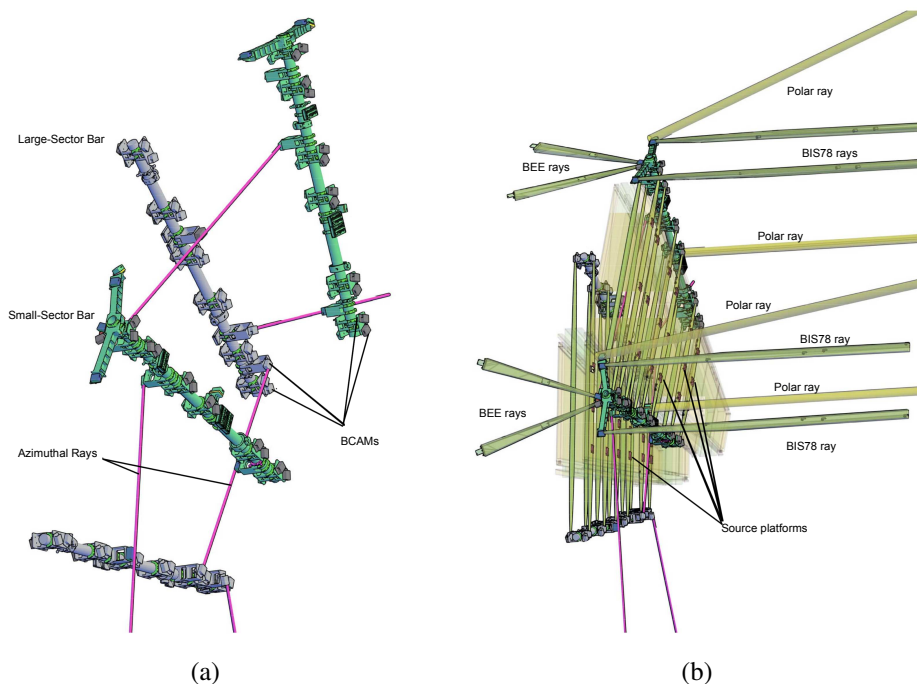 Large-Sector Bar
Small-Sector Bar
Azimuthal Rays
BCAMs
(a)
Polar ray
BEE rays
BIS78 rays
Polar ray
Polar ray
BIS78 ray
Polar ray
BEE rays
BIS78 ray
Source platforms
(b)